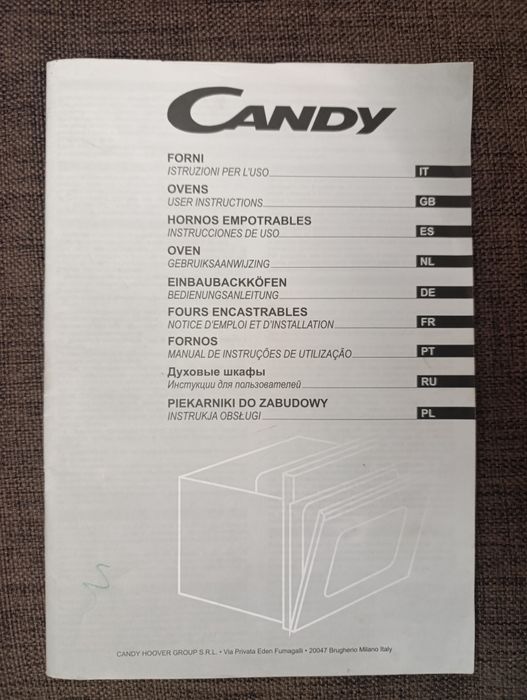 CANDY
FORNI
ISTRUZIONI PER L'USO IT
OVENS
USER INSTRUCTIONS GB
HORNOS EMPOTRABLES
INSTRUCCIONES DE USO ES
OVEN
GEBRUIKSAANWIJZING NL
EINBAUBACKKÖFEN
BEDIENUNGSANLEITUNG DE
FOURS ENCASTRABLES
NOTICE D'EMPLOI ET D'INSTALLATION FR
FORNOS
MANUAL DE INSTRUÇÕES DE UTILIZAÇÃO PT
Духовые шкафы
Инстукции для пользователей RU
PIEKARNIKI DO ZABUDOWY
INSTRUKJA OBSŁUGI PL
CANDY HOOVER GROUP S.R.L. • Via Privata Eden Fumagalli • 20047 Brugherio Milano Italy